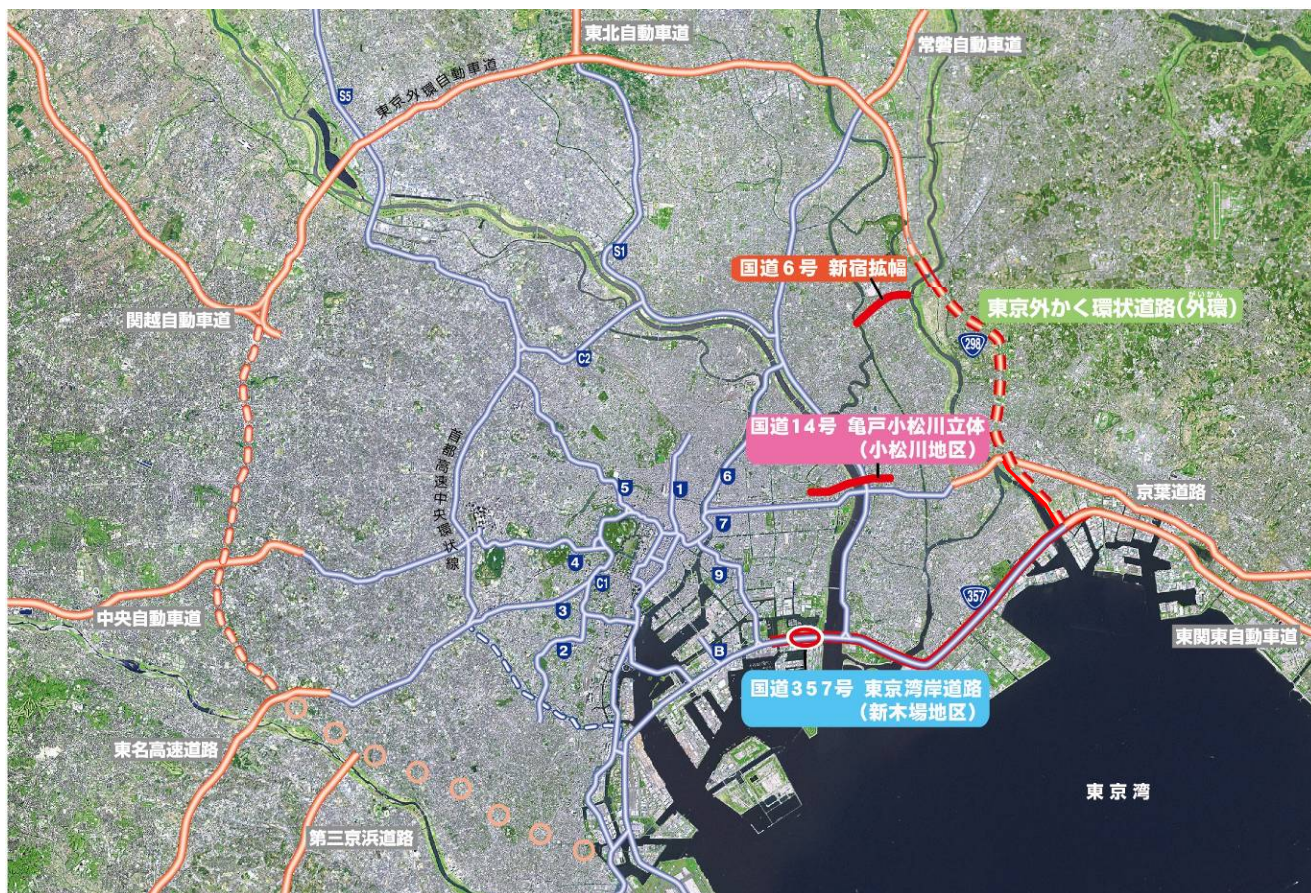 東北自動車道
常磐自動車道
東京外環自動車道
S5
S1
国道6号 新宿拡幅
東京外かく環状道路(外環)
がいかん
関越自動車道
298
C2
国道14号 亀戸小松川立体
(小松川地区)
首都高速中央環状線
6
5
1
京葉道路
7
4
9
C1
357
3
中央自動車道
東関東自動車道
B
2
国道357号 東京湾岸道路
(新木場地区)
東名高速道路
東京湾
第三京浜道路